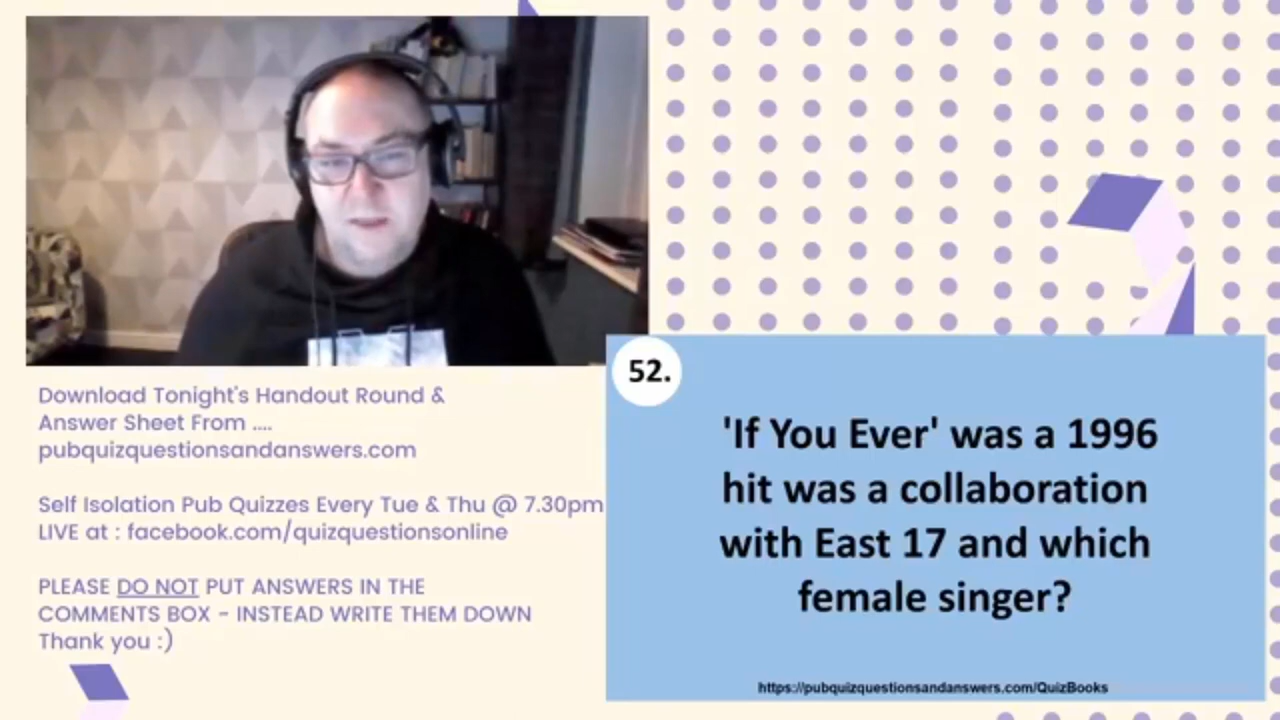 Download Tonight's Handout Round &
Answer Sheet From ....
pubquizquestionsandanswers.com
Self Isolation Pub Quizzes Every Tue & Thu @ 7.30pm
LIVE at : facebook.com/quizquestionsonline
PLEASE DO NOT PUT ANSWERS IN THE
COMMENTS BOX - INSTEAD WRITE THEM DOWN
Thank you :)
52.
'If You Ever' was a 1996
hit was a collaboration
with East 17 and which
female singer?
https://pubquizquestionsandanswers.com/QuizBooks